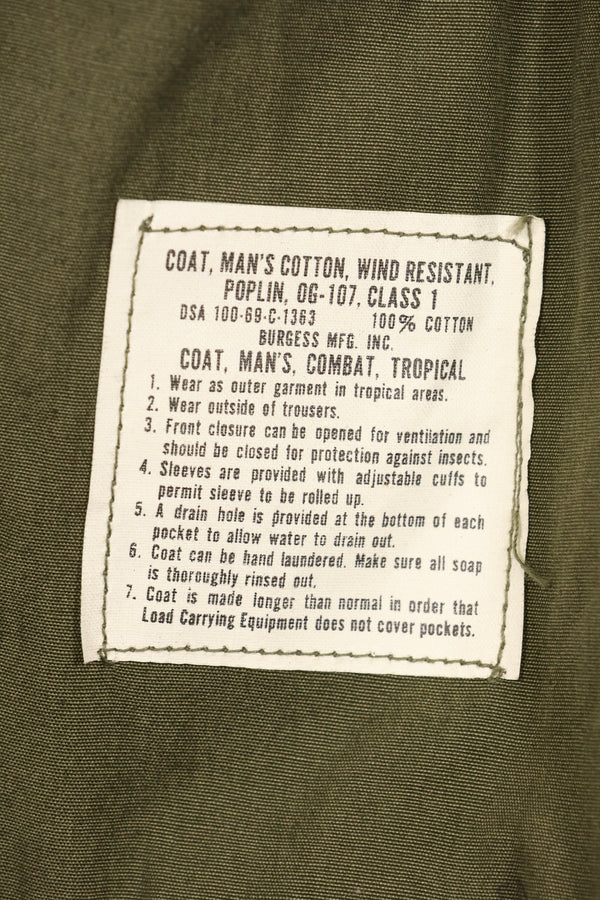 COAT, MAN'S COTTON, WIND RESISTANT,
POPLIN, OG-107, CLASS 1
DSA 100-69-C-1363 100% COTTON
BURGESS MFG. INC.
COAT, MAN'S, COMBAT, TROPICAL
1. Wear as outer garment in tropical areas.
2. Wear outside of trousers.
3. Front closure can be opened for ventilation and
should be closed for protection against insects.
4. Sleeves are provided with adjustable cuffs to
permit sleeve to be rolled up.
5. A drain hole is provided at the bottom of each
pocket to allow water to drain out.
6. Coat can be hand laundered. Make sure all soap
is thoroughly rinsed out.
7. Coat is made longer than normal in order that
Load Carrying Equipment does not cover pockets.